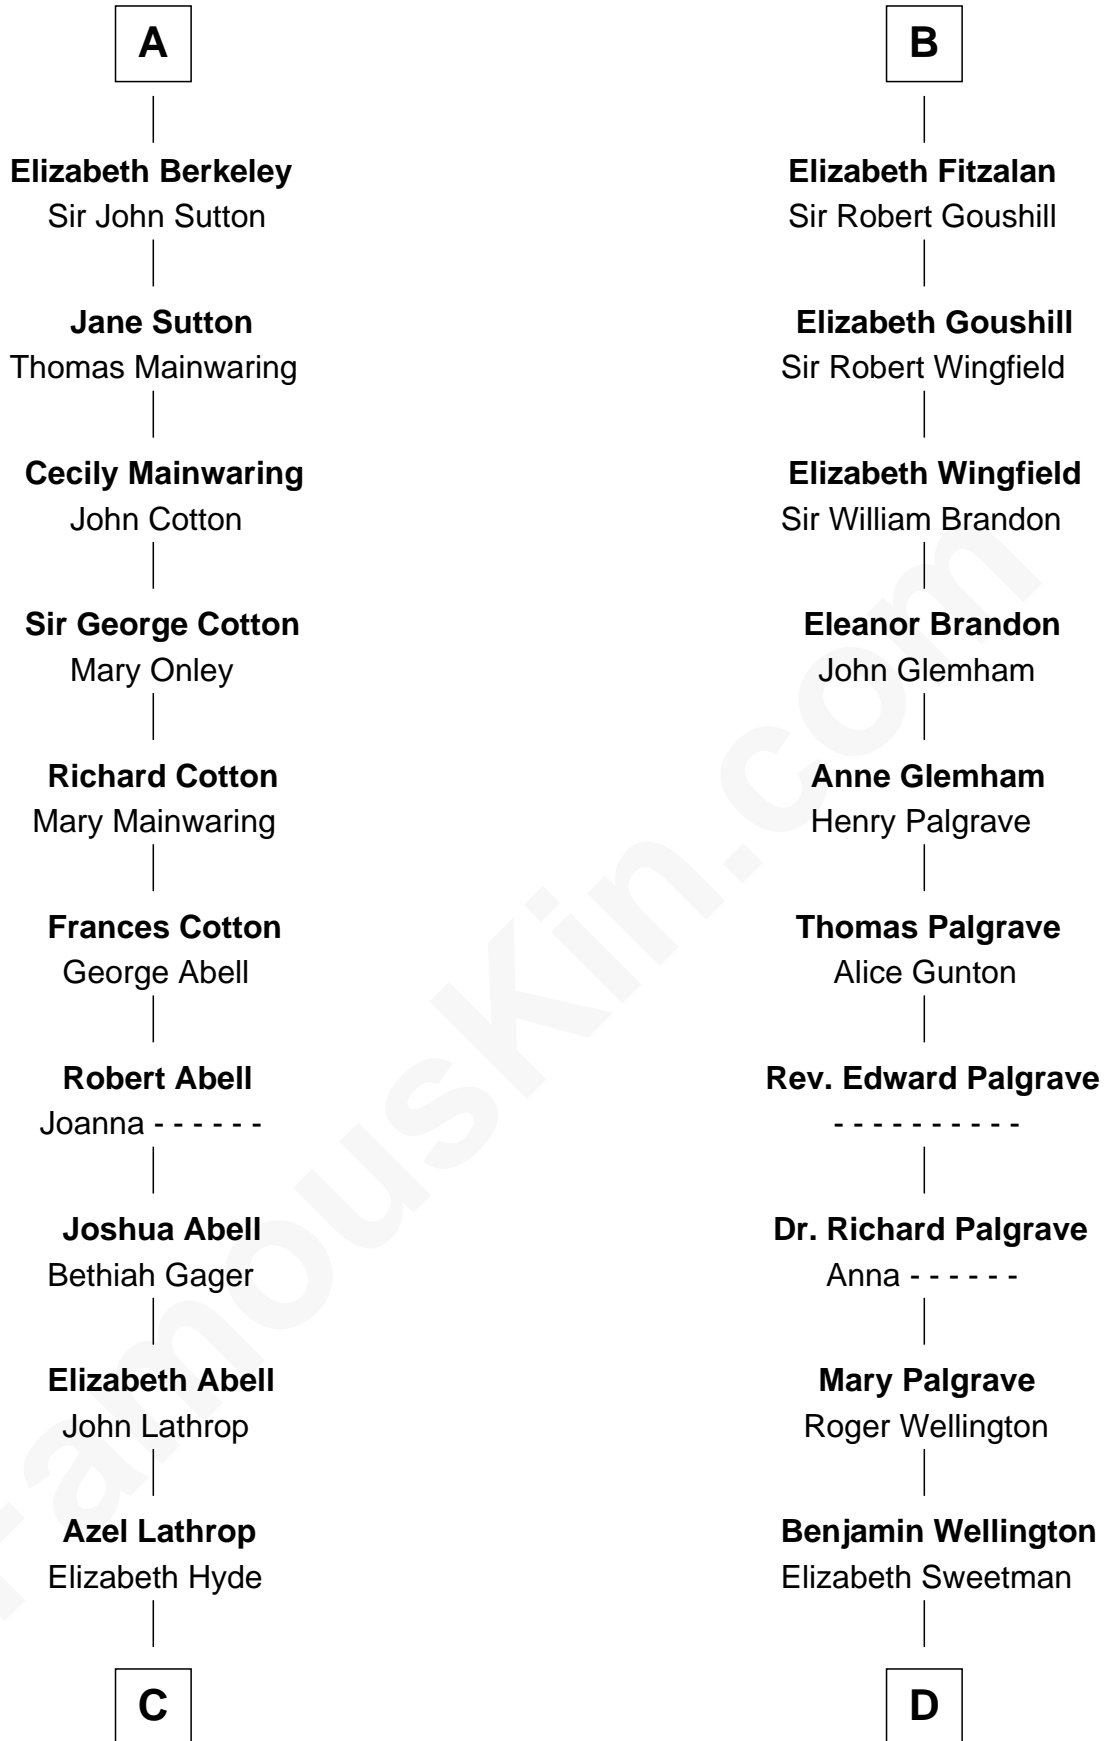 A
Elizabeth Berkeley
Sir John Sutton
Jane Sutton
Thomas Mainwaring
Cecily Mainwaring
John Cotton
Sir George Cotton
Mary Onley
Richard Cotton
Mary Mainwaring
Frances Cotton
George Abell
Robert Abell
Joanna - - - - - -
Joshua Abell
Bethiah Gager
Elizabeth Abell
John Lathrop
Azel Lathrop
Elizabeth Hyde
C
B
Elizabeth Fitzalan
Sir Robert Goushill
Elizabeth Goushill
Sir Robert Wingfield
Elizabeth Wingfield
Sir William Brandon
Eleanor Brandon
John Glemham
Anne Glemham
Henry Palgrave
Thomas Palgrave
Alice Gunton
Rev. Edward Palgrave
- - - - - - - - - -
Dr. Richard Palgrave
Anna - - - - - -
Mary Palgrave
Roger Wellington
Benjamin Wellington
Elizabeth Sweetman
D
FamousKin.com